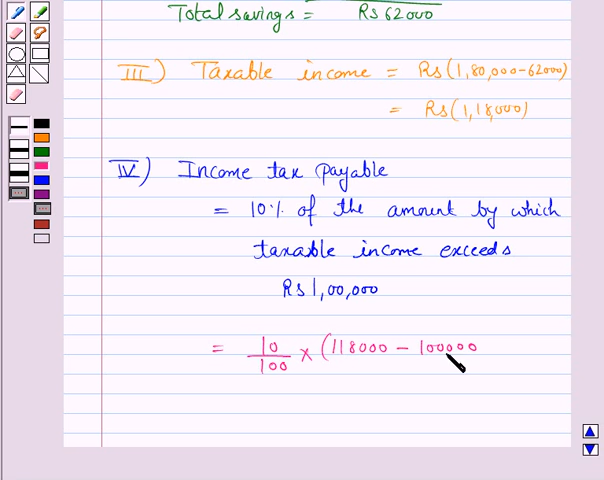 Total savings = Rs 62000
III) Taxable income = Rs (1,80,000-62000)
= Rs (1,18,000)
IV) Income tax payable
= 10% of the amount by which
taxable income exceeds
Rs 1,00,000
= 10/100 × (118000 - 100000